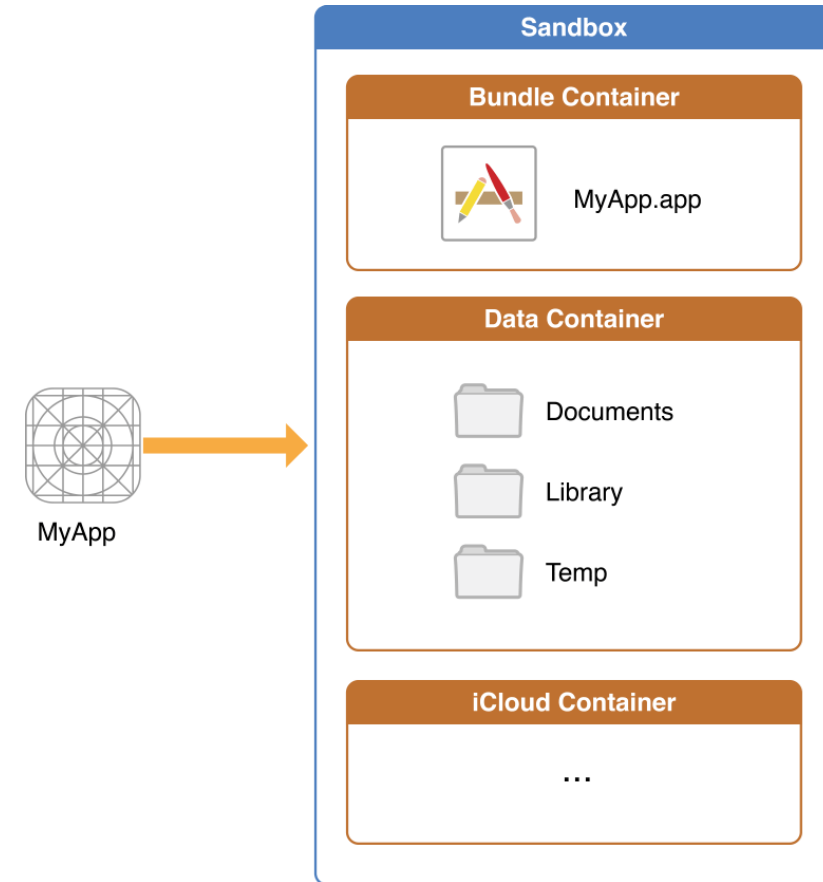 Sandbox
Bundle Container
MyApp.app
Data Container
Documents
Library
Temp
MyApp
iCloud Container
...